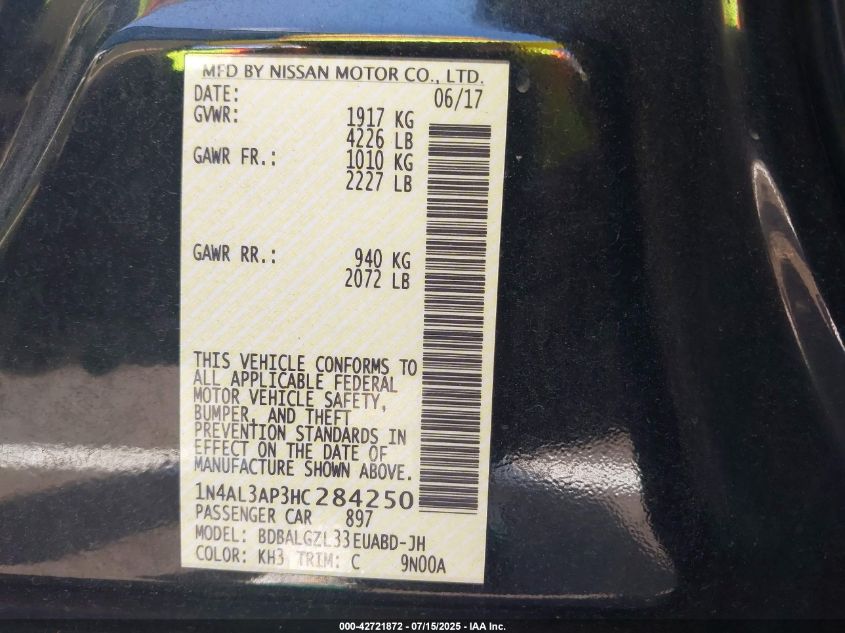 MFD BY NISSAN MOTOR CO., LTD.
DATE: 06/17
GVWR: 1917 KG
4226 LB
GAWR FR.: 1010 KG
2227 LB
GAWR RR.: 940 KG
2072 LB
THIS VEHICLE CONFORMS TO
ALL APPLICABLE FEDERAL
MOTOR VEHICLE SAFETY,
BUMPER, AND THEFT
PREVENTION STANDARDS IN
EFFECT ON THE DATE OF
MANUFACTURE SHOWN ABOVE.
1N4AL3AP3HC284250
PASSENGER CAR 897
MODEL: BDBALGZL33EUABD-JH
COLOR: KH3 TRIM: C 9N00A
000-42721872 / 07/15/2025 - IAA Inc.